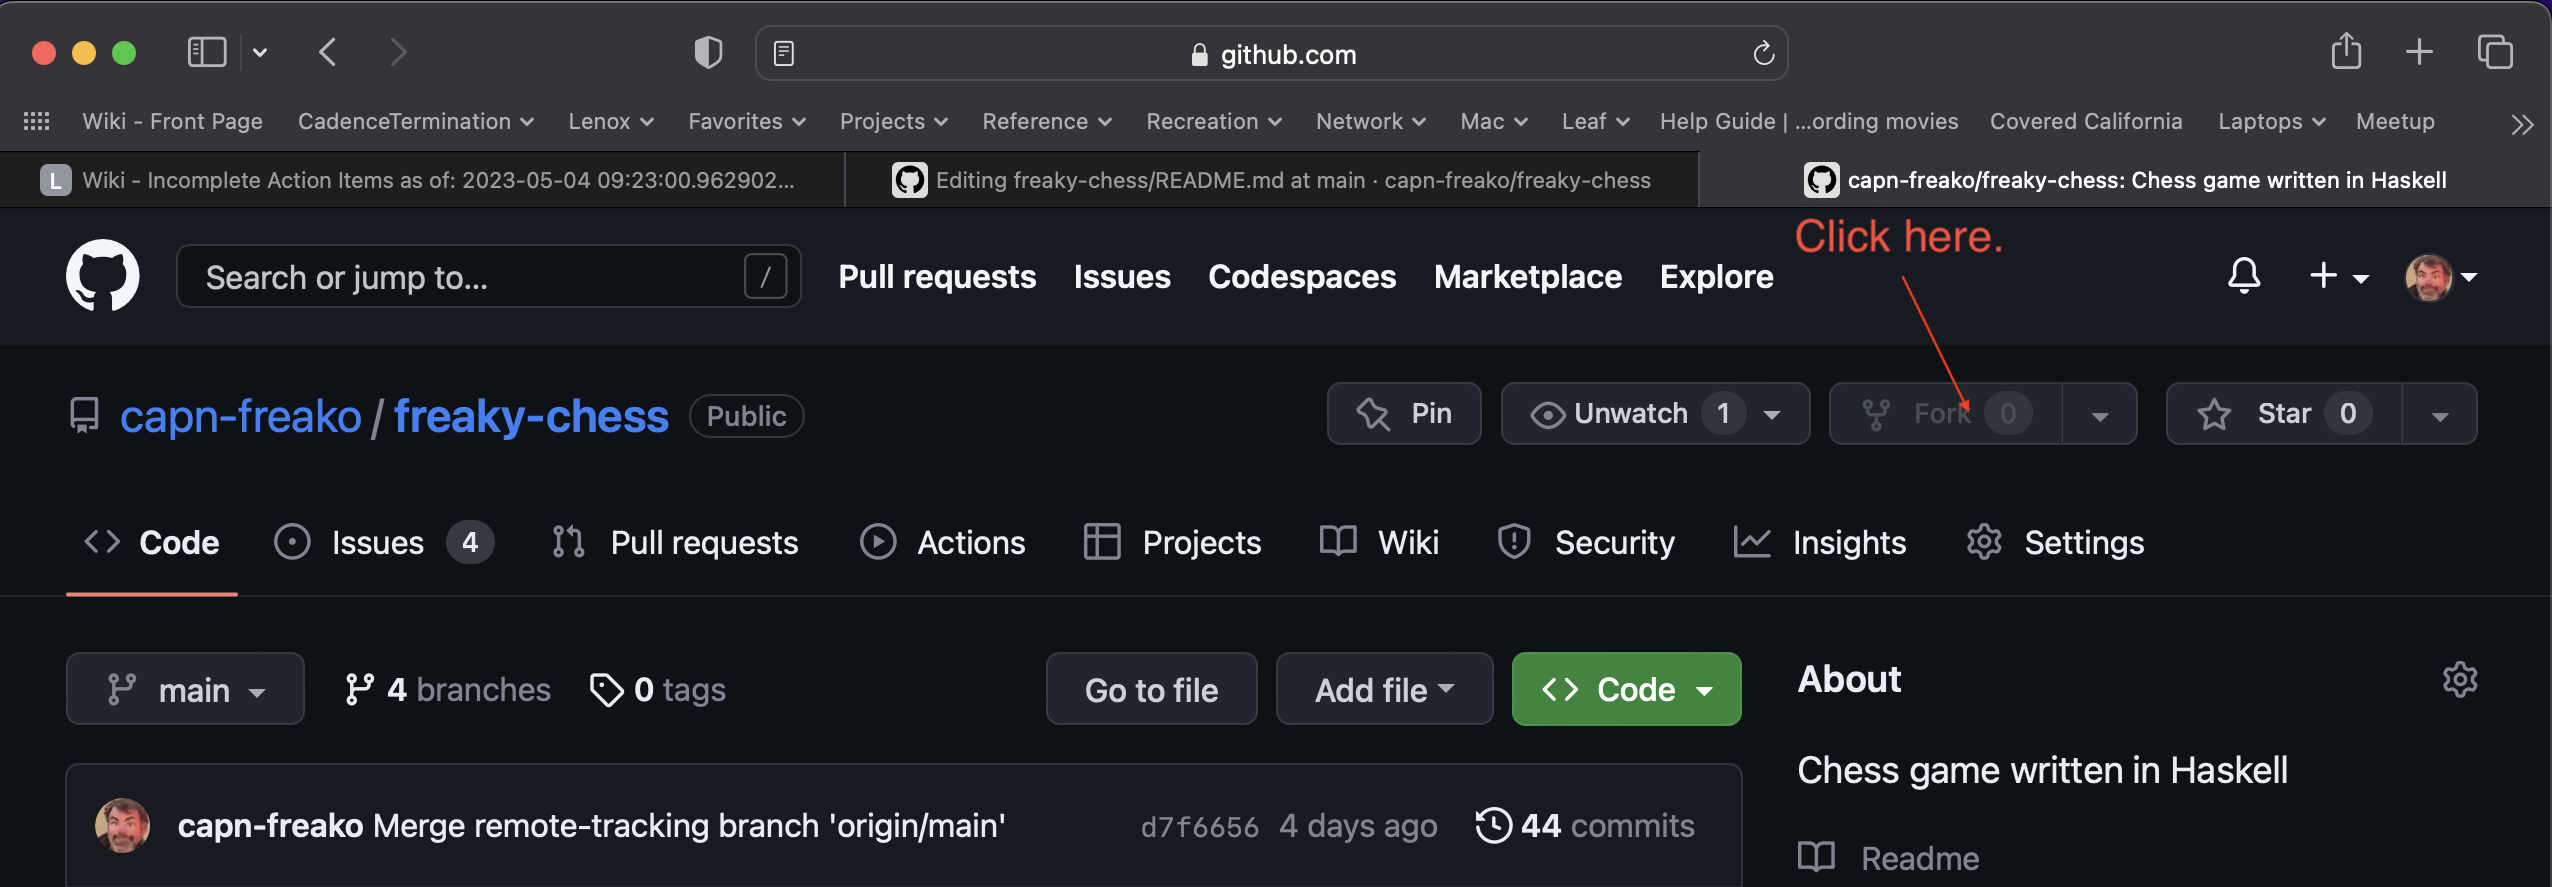 github.com
Wiki - Front Page CadenceTermination Lenox Favorites Projects Reference Recreation Network Mac Leaf Help Guide | ...ording movies Covered California Laptops Meetup
L Wiki - Incomplete Action Items as of: 2023-05-04 09:23:00.962902... Editing freaky-chess/README.md at main · capn-freako/freaky-chess capn-freako/freaky-chess: Chess game written in Haskell
Click here.
Search or jump to... / Pull requests Issues Codespaces Marketplace Explore
capn-freako / freaky-chess Public Pin Unwatch 1 Fork 0 Star 0
Code Issues 4 Pull requests Actions Projects Wiki Security Insights Settings
main 4 branches 0 tags Go to file Add file Code About
Chess game written in Haskell
capn-freako Merge remote-tracking branch 'origin/main' d7f6656 4 days ago 44 commits
Readme